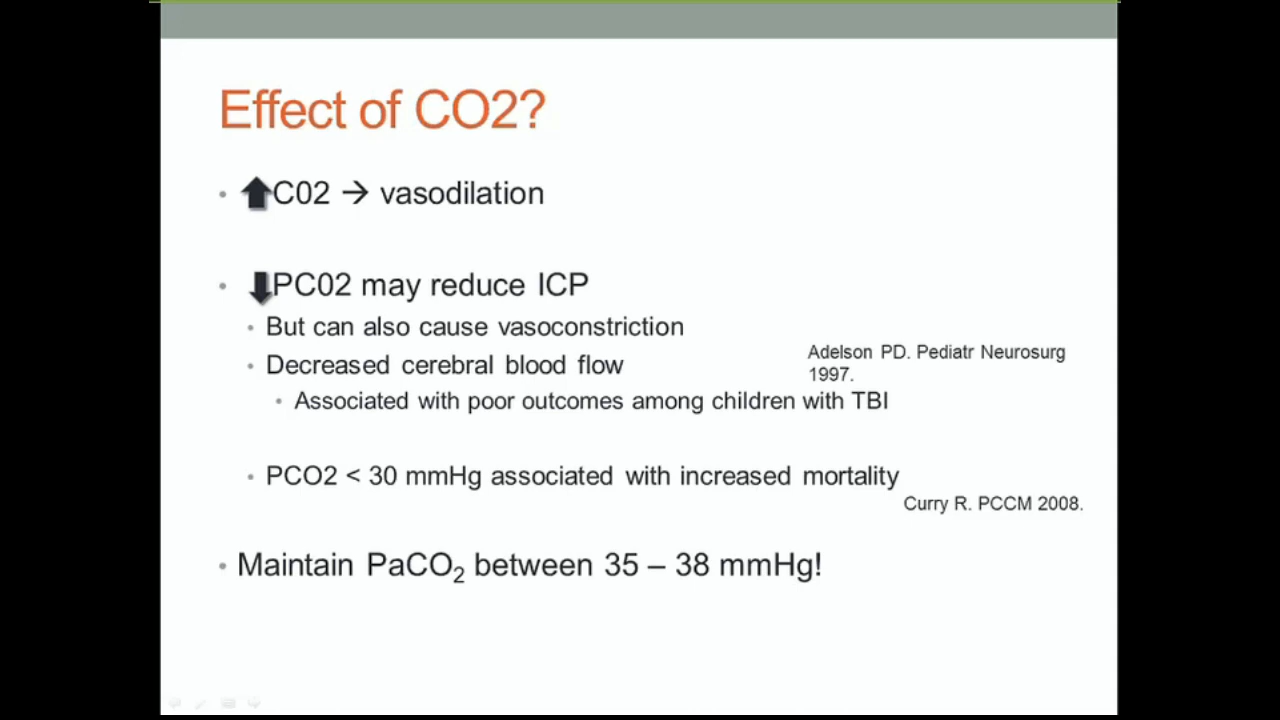 Effect of CO2?
• C02 → vasodilation
• PC02 may reduce ICP
• But can also cause vasoconstriction
• Decreased cerebral blood flow
Adelson PD. Pediatr Neurosurg
1997.
• Associated with poor outcomes among children with TBI
• PCO2 < 30 mmHg associated with increased mortality
Curry R. PCCM 2008.
• Maintain PaCO₂ between 35 – 38 mmHg!